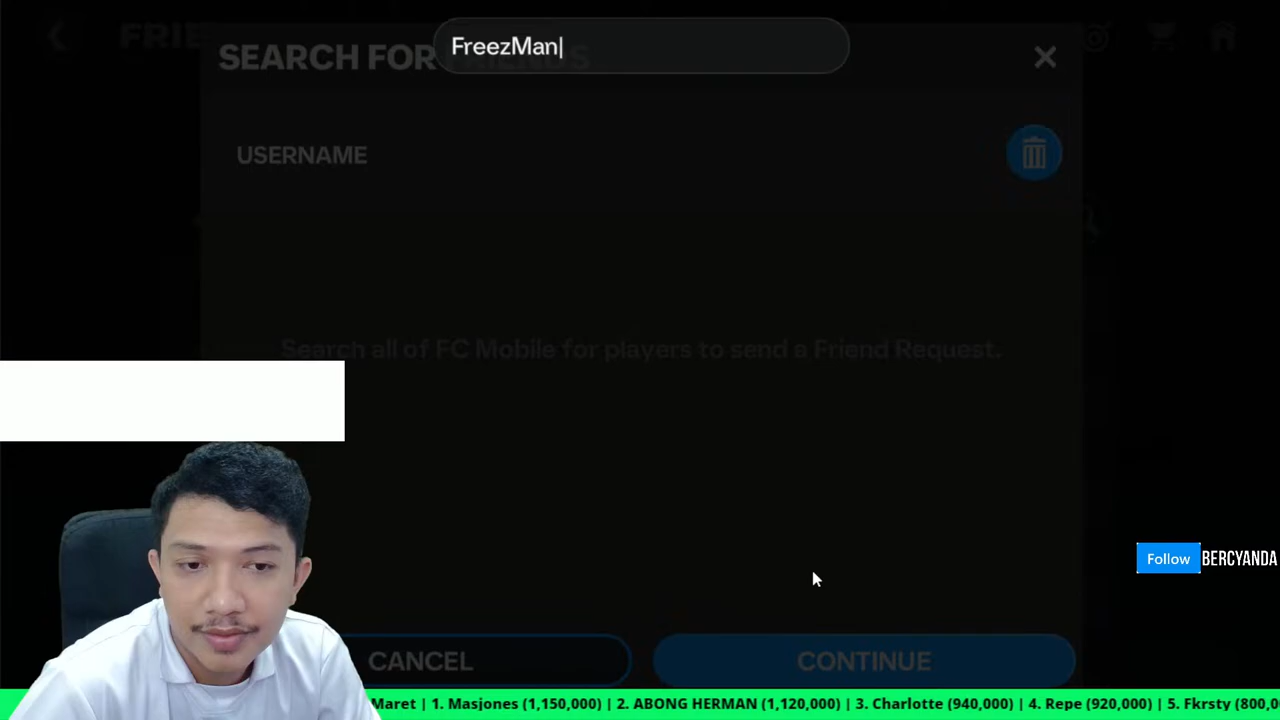 FreezMan
SEARCH FOR
USERNAME
Search all of FC Mobile for players to send a Friend Request.
Follow BERCYANDA
CANCEL
CONTINUE
Maret | 1. Masjones (1,150,000) | 2. ABONG HERMAN (1,120,000) | 3. Charlotte (940,000) | 4. Repe (920,000) | 5. Fkrsty (800,0